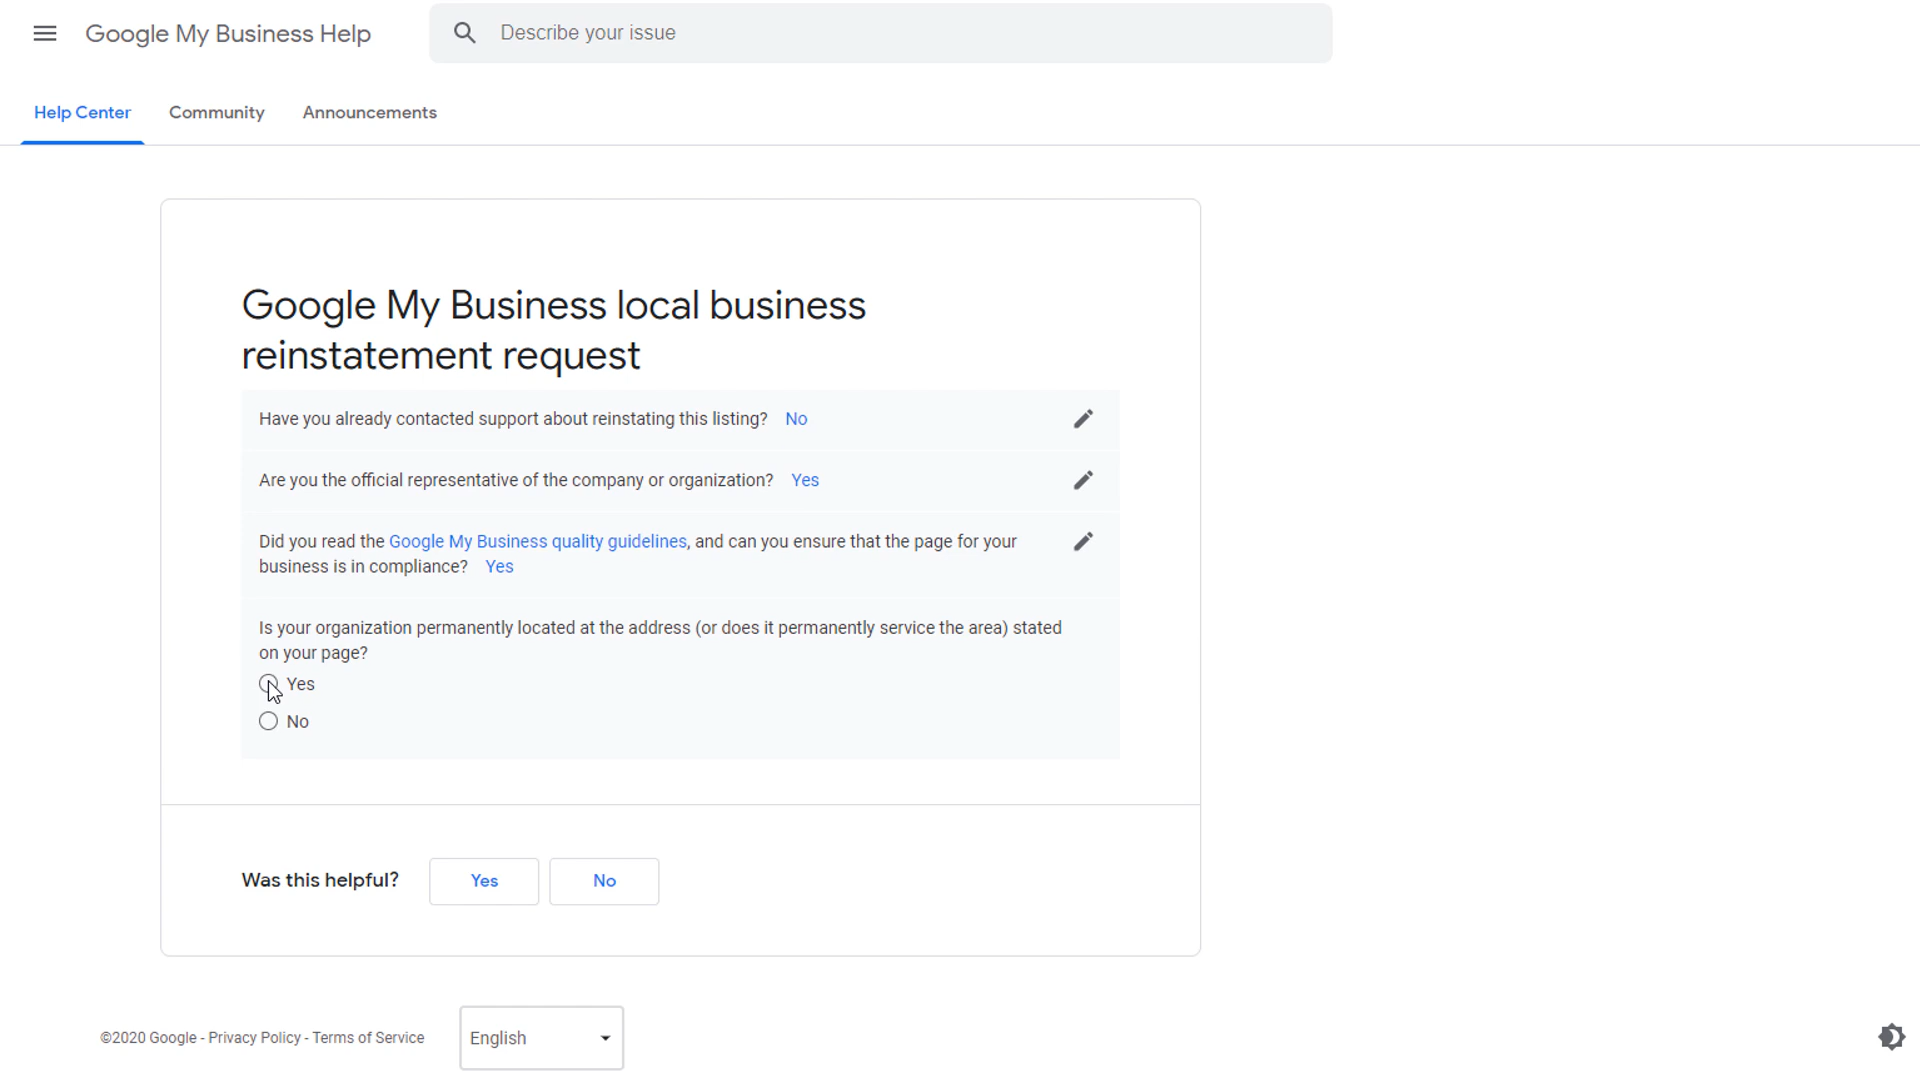 Google My Business Help
Describe your issue
Help Center
Community
Announcements
Google My Business local business
reinstatement request
Have you already contacted support about reinstating this listing? No
Are you the official representative of the company or organization? Yes
Did you read the Google My Business quality guidelines, and can you ensure that the page for your
business is in compliance? Yes
Is your organization permanently located at the address (or does it permanently service the area) stated
on your page?
Yes
No
Was this helpful? Yes No
©2020 Google - Privacy Policy - Terms of Service
English